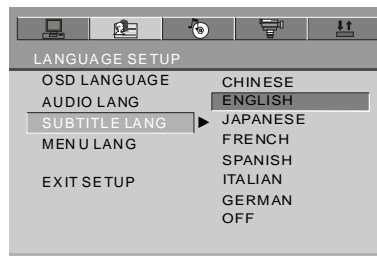 LANGUAGE SETUP
OSD LANGUAGE
AUDIO LANG
SUBTITLE LANG
MENU LANG
EXIT SETUP
CHINESE
ENGLISH
JAPANESE
FRENCH
SPANISH
ITALIAN
GERMAN
OFF